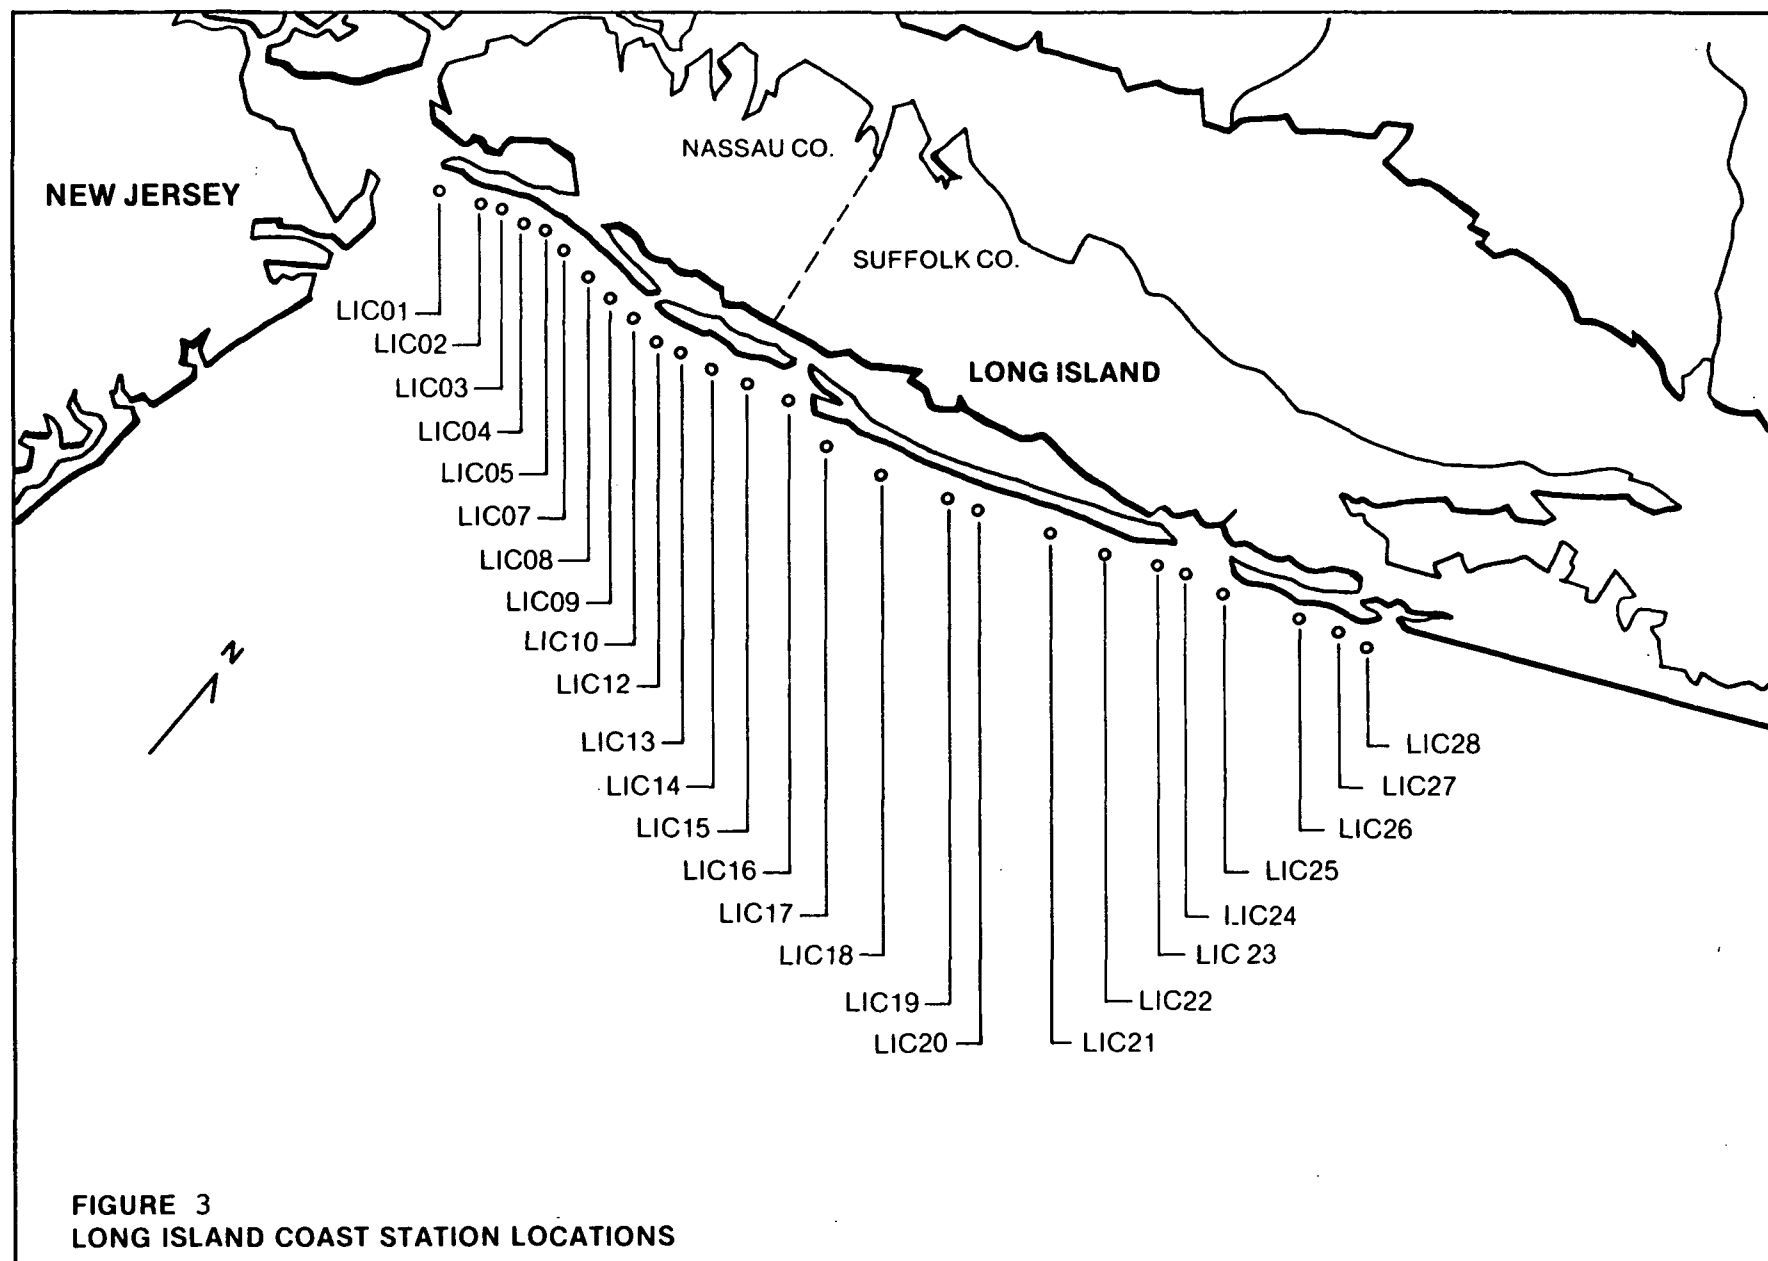 NASSAU CO.
NEW JERSEY
SUFFOLK CO.
LIC01
LIC02
LONG ISLAND
LIC03
LIC04
LIC05
LIC07
LIC08
LIC09
LIC10
N
LIC12
LIC13
LIC14
LIC15
LIC16
LIC17
LIC18
LIC19
LIC20
LIC21
LIC22
LIC 23
LIC24
LIC25
LIC26
LIC27
LIC28
FIGURE 3
LONG ISLAND COAST STATION LOCATIONS